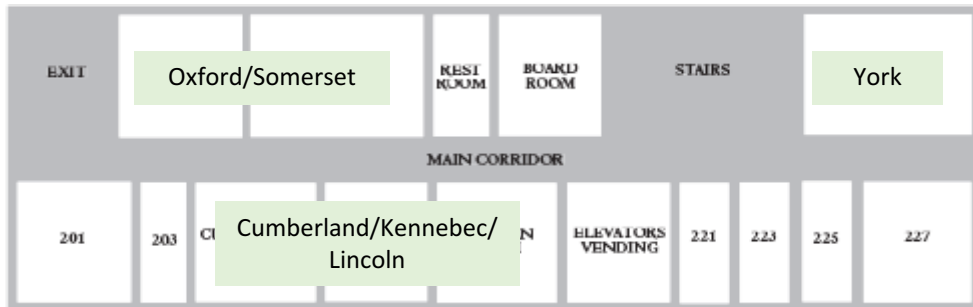 EXIT
Oxford/Somerset
REST
ROOM
BOARD
ROOM
STAIRS
York
MAIN CORRIDOR
201
203
Cumberland/Kennebec/
Lincoln
ELEVATORS
VENDING
221
223
225
227